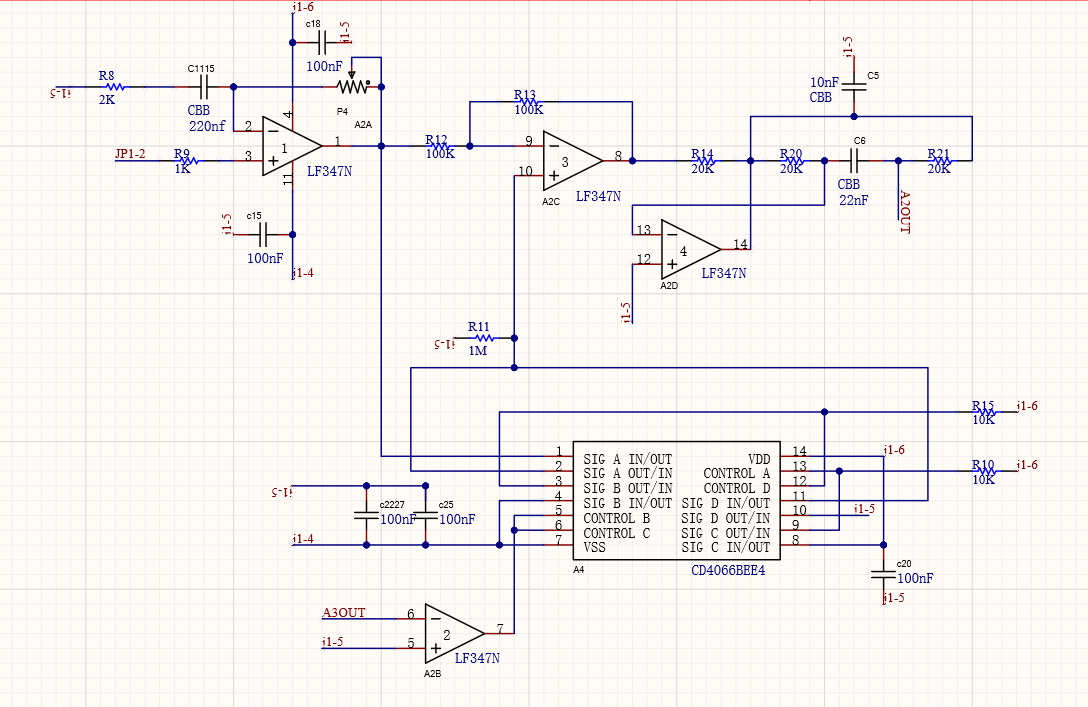 i1-6
c18
i1-5
100nF
R8
2K
i1-5
C1115
CBB
220nf
P4
A2A
4
2
3
1
1
11
LF347N
JP1-2
R9
1K
i1-5
c15
100nF
i1-4
R12
100K
R13
100K
9
10
3
8
A2C
LF347N
R14
20K
R20
20K
i1-5
10nF
CBB
C5
C6
CBB
22nF
R21
20K
A2OUT
13
12
4
14
LF347N
A2D
i1-5
R11
i1-5
1M
R15
i1-6
10K
R10
i1-6
10K
1
2
3
4
5
6
7
SIG A IN/OUT
SIG A OUT/IN
SIG B OUT/IN
SIG B IN/OUT
CONTROL B
CONTROL C
VSS
VDD
CONTROL A
CONTROL D
SIG D IN/OUT
SIG D OUT/IN
SIG C OUT/IN
SIG C IN/OUT
14
13
12
11
10
9
8
i1-6
i1-5
A4
CD4066BEE4
c20
100nF
i1-5
i1-5
c2227
100nF
c25
100nF
i1-4
A3OUT
6
i1-5
5
2
7
LF347N
A2B